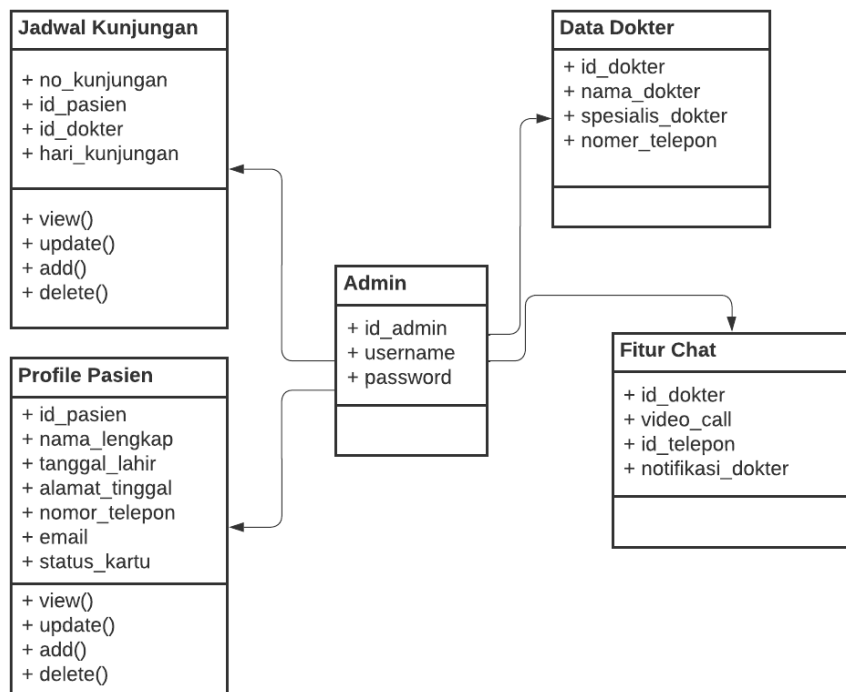 Jadwal Kunjungan
+ no_kunjungan
+ id_pasien
+ id_dokter
+ hari_kunjungan
+ view()
+ update()
+ add()
+ delete()
Profile Pasien
+ id_pasien
+ nama_lengkap
+ tanggal_lahir
+ alamat_tinggal
+ nomor_telepon
+ email
+ status_kartu
+ view()
+ update()
+ add()
+ delete()
Admin
+ id_admin
+ username
+ password
Data Dokter
+ id_dokter
+ nama_dokter
+ spesialis_dokter
+ nomer_telepon
Fitur Chat
+ id_dokter
+ video_call
+ id_telepon
+ notifikasi_dokter